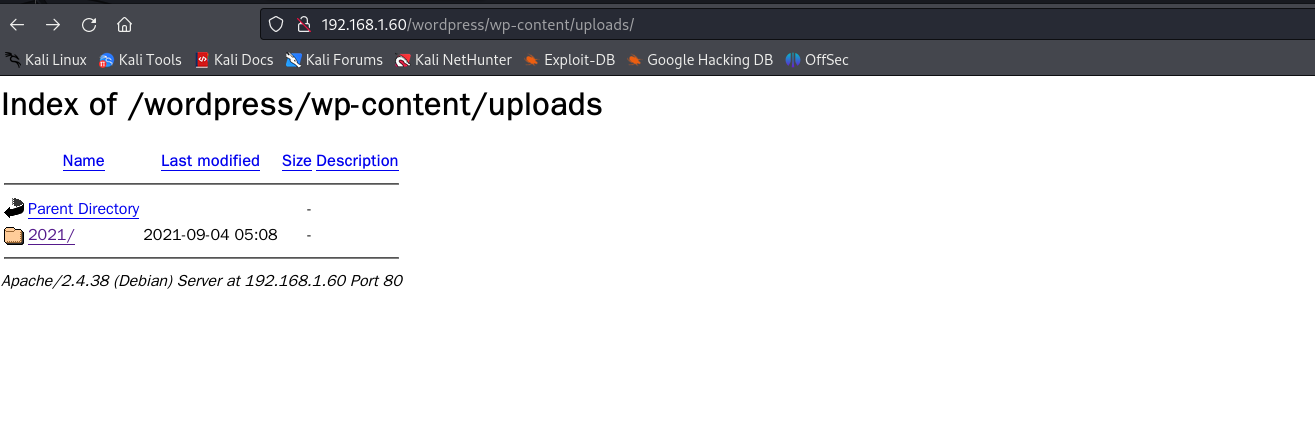 192.168.1.60/wordpress/wp-content/uploads/
Kali Linux Kali Tools Kali Docs Kali Forums Kali NetHunter Exploit-DB Google Hacking DB OffSec
Index of /wordpress/wp-content/uploads
Name Last modified Size Description
Parent Directory -
2021/ 2021-09-04 05:08 -
Apache/2.4.38 (Debian) Server at 192.168.1.60 Port 80